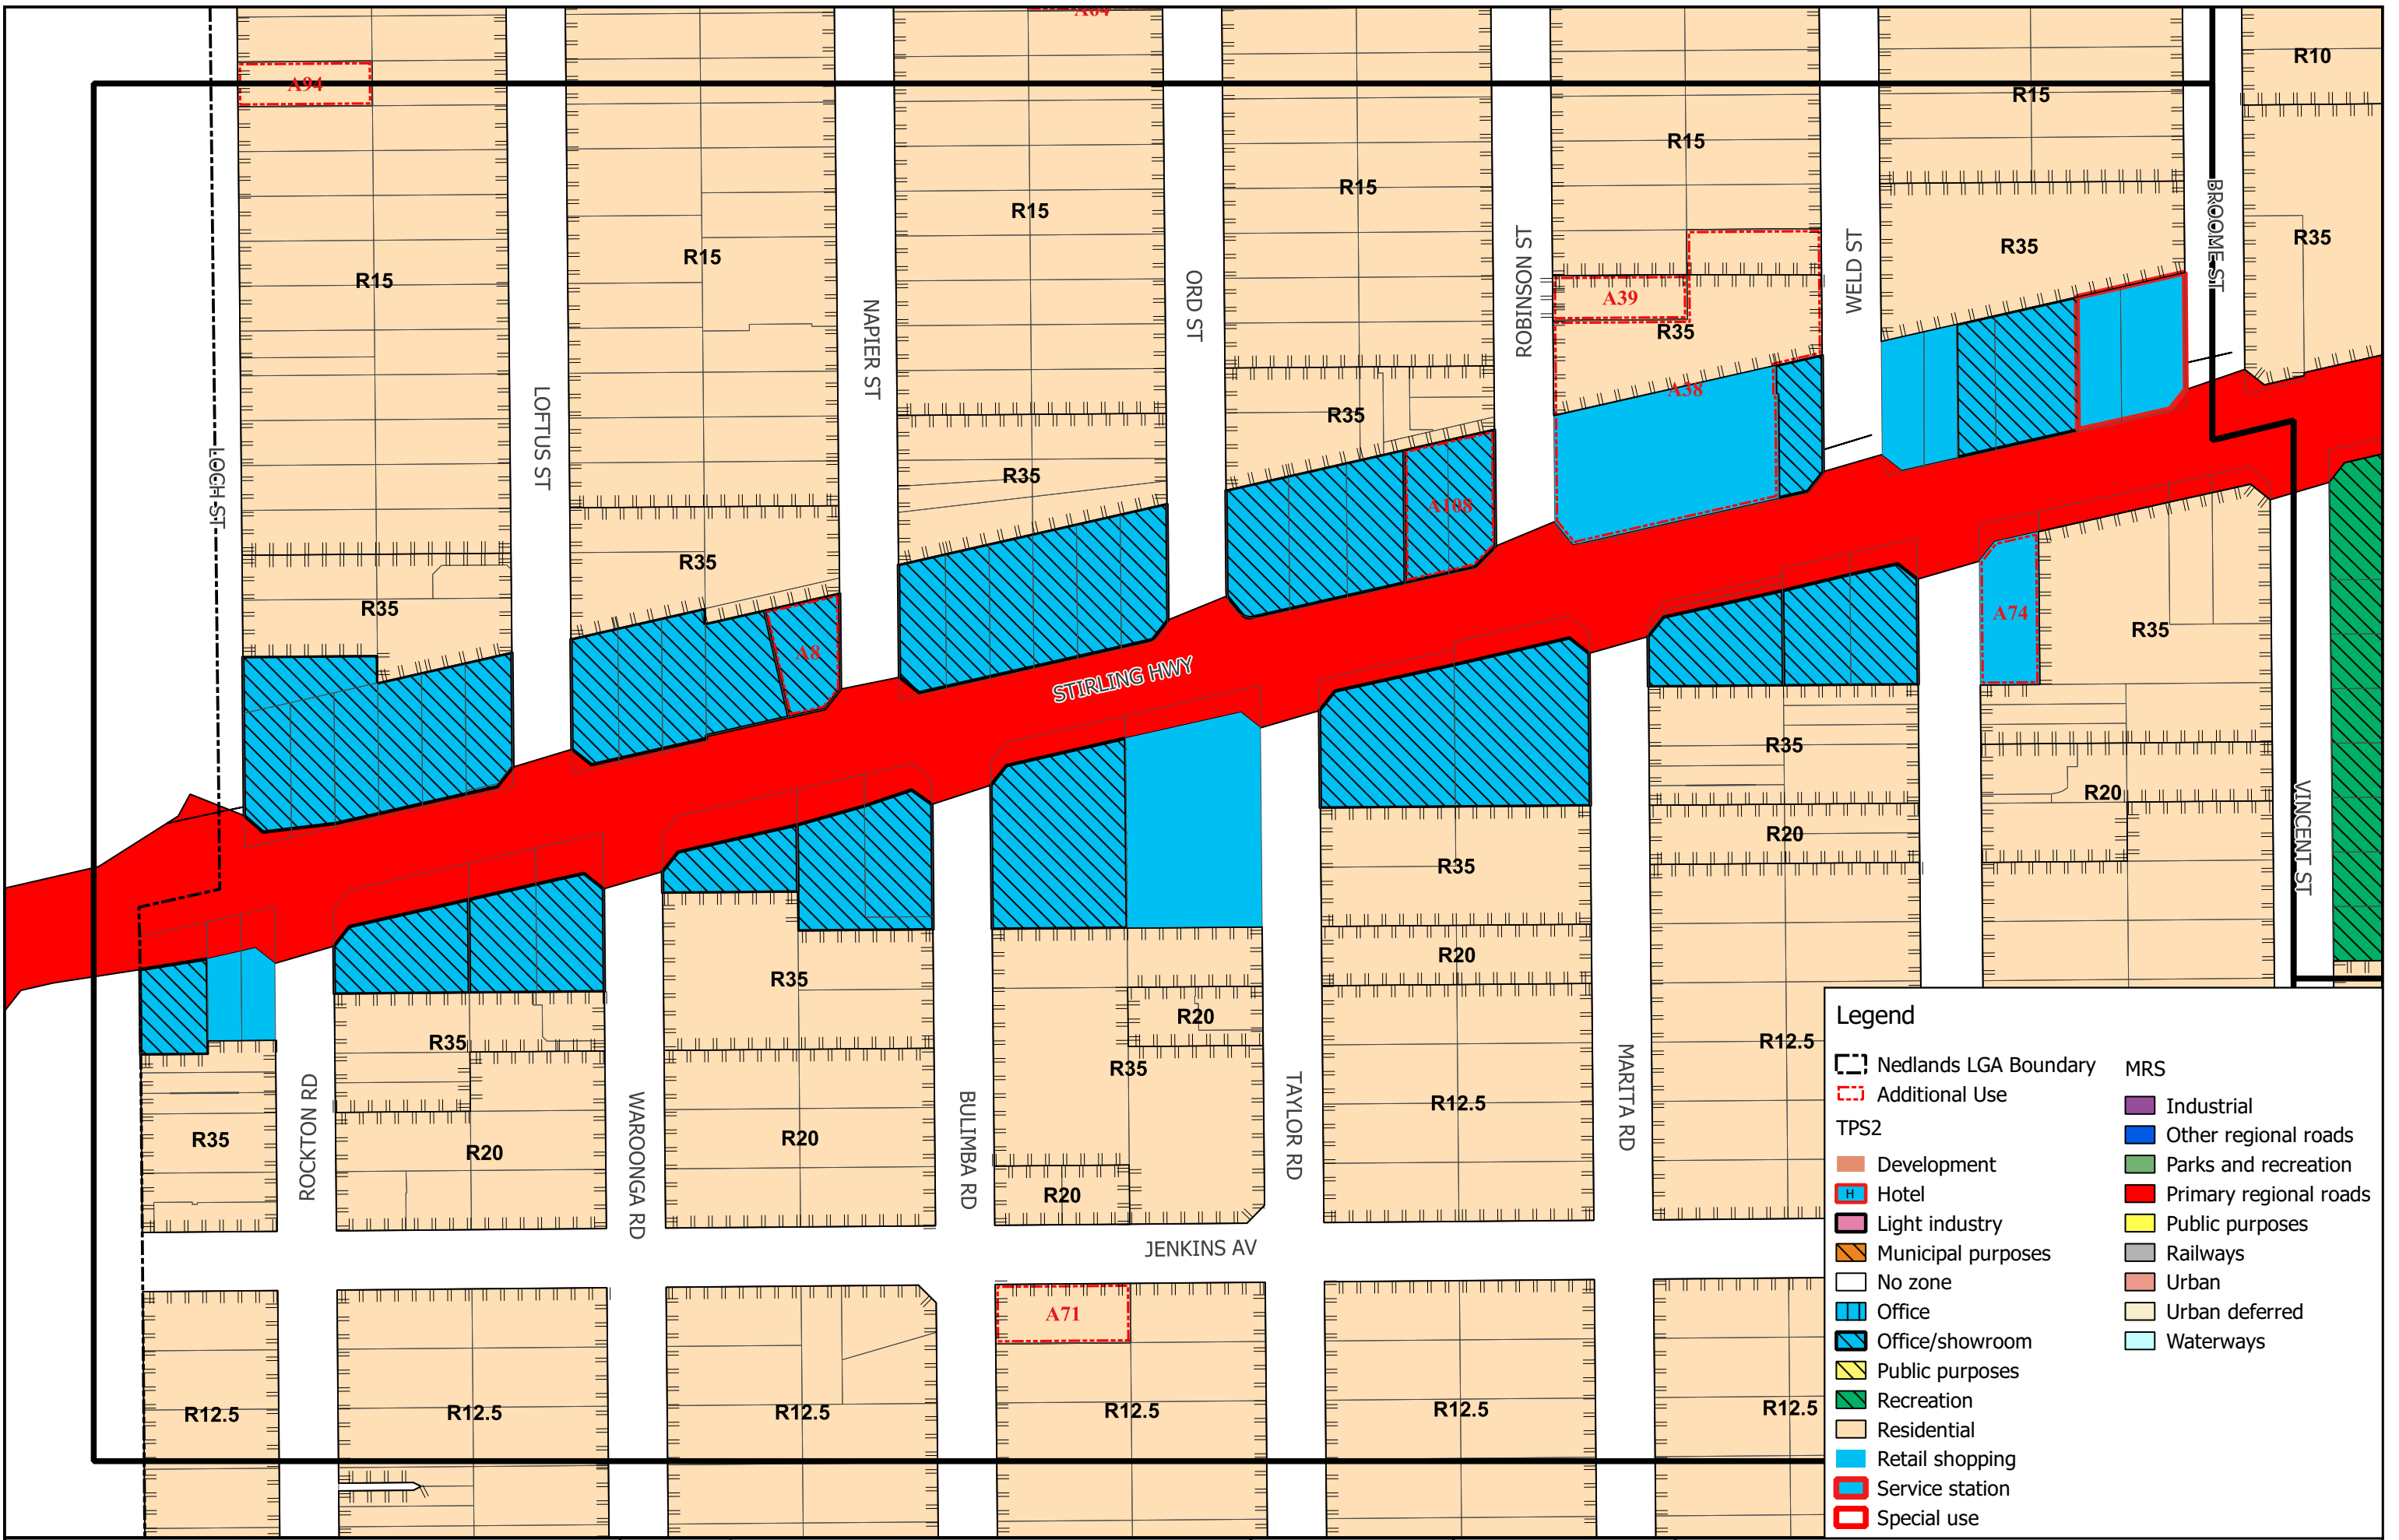 A64
A94
R10
R15
R15
R15
R15
R15
R15
R35
R35
A39
R35
A38
R35
R35
A108
R35
R35
A8
LOCH ST
LOFTUS ST
NAPIER ST
ORD ST
ROBINSON ST
WELD ST
BROOME ST
STIRLING HWY
A74
R35
R35
R20
R20
R35
R20
R12.5
R12.5
R35
R20
R35
R20
R35
R20
R35
R20
R35
ROCKTON RD
WAROONGA RD
BULIMBA RD
TAYLOR RD
MARITA RD
VINCENT ST
JENKINS AV
A71
R12.5
R12.5
R12.5
R12.5
R12.5
R12.5
Legend
Nedlands LGA Boundary
Additional Use
TPS2
Development
H Hotel
Light industry
Municipal purposes
No zone
Office
Office/showroom
Public purposes
Recreation
Residential
Retail shopping
Service station
Special use
MRS
Industrial
Other regional roads
Parks and recreation
Primary regional roads
Public purposes
Railways
Urban
Urban deferred
Waterways